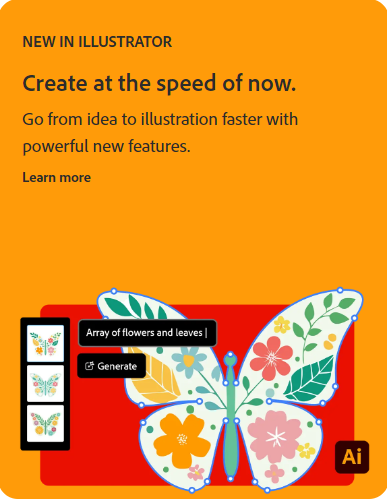 NEW IN ILLUSTRATOR
Create at the speed of now.
Go from idea to illustration faster with
powerful new features.
Learn more
Array of flowers and leaves |
Generate
Ai